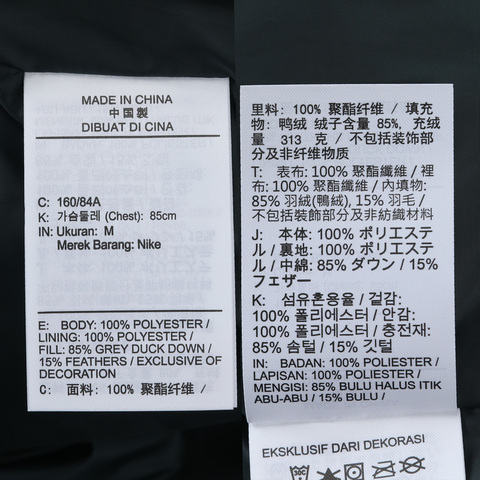 MADE IN CHINA
中国製
DIBUAT DI CINA
C: 160/84A
K: 가슴둘레 (Chest): 85cm
IN: Ukuran: M
Merek Barang: Nike
E: BODY: 100% POLYESTER /
LINING: 100% POLYESTER /
FILL: 85% GREY DUCK DOWN /
15% FEATHERS / EXCLUSIVE OF
DECORATION
C: 面料: 100% 聚酯纤维 /
里料: 100% 聚酯纤维 / 填充
物: 鸭绒 绒子含量 85%, 充绒
量 313 克 / 不包括装饰部
分及非纤维物质
T: 表布: 100% 聚酯纖維 / 裡
布: 100% 聚酯纖維 / 內填物:
85% 羽絨(鴨絨), 15% 羽毛 /
不包括裝飾部分及非紡織材料
J: 本体: 100% ポリエステ
ル / 裏地: 100% ポリエステ
ル / 中綿: 85% ダウン / 15%
フェザー
K: 섬유혼용율 / 겉감:
100% 폴리에스터 / 안감:
100% 폴리에스터 / 충전재:
85% 솜털 / 15% 깃털
IN: BADAN: 100% POLIESTER /
LAPISAN: 100% POLIESTER /
MENGISI: 85% BULU HALUS ITIK
ABU-ABU / 15% BULU /
EKSKLUSIF DARI DEKORASI